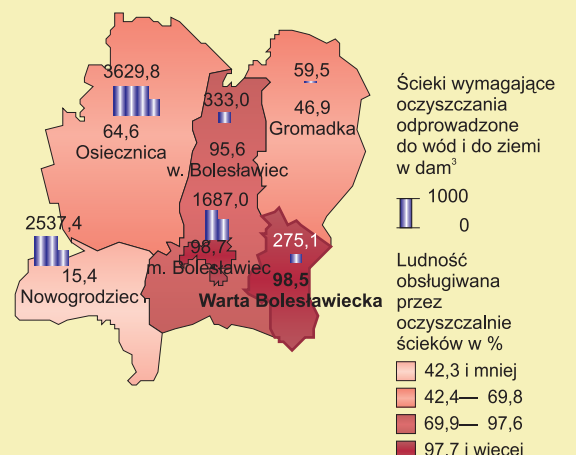 3629,8
64,6
Osiecznica
333,0
95,6
w. Bolesławiec
59,5
46,9
Gromadka
2537,4
15,4
Nowogrodziec
1687,0
98,7
m. Bolesławiec
275,1
98,5
Warta Bolesławiecka
Ścieki wymagające
oczyszczania
odprowadzone
do wód i do ziemi
w dam³
1000
0
Ludność
obsługiwana
przez
oczyszczalnie
ścieków w %
42,3 i mniej
42,4— 69,8
69,9— 97,6
97,7 i więcej